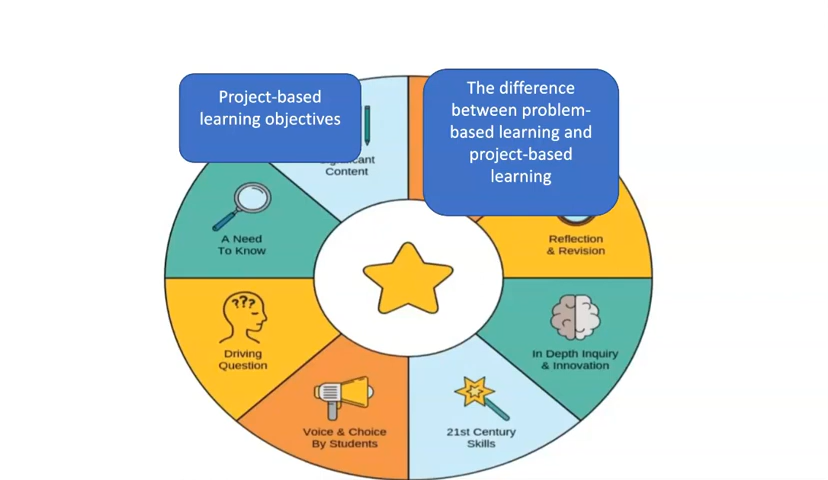 Project-based
learning objectives
The difference
between problem-
based learning and
project-based
learning
Content
A Need
To Know
Reflection
& Revision
???
Driving
Question
In Depth Inquiry
& Innovation
Voice & Choice
By Students
21st Century
Skills